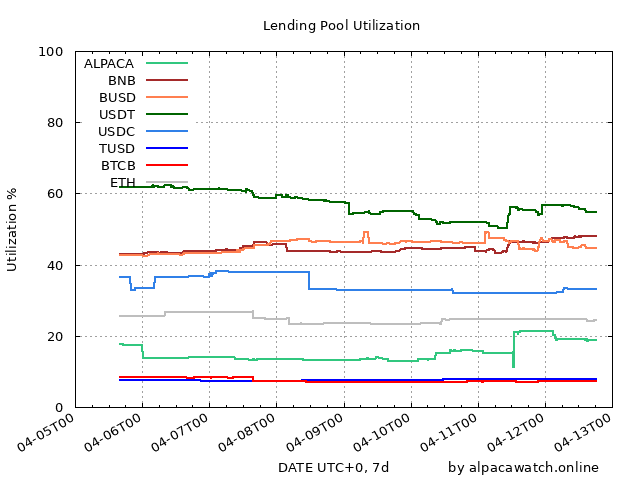 Lending Pool Utilization
Utilization %
100
80
60
40
20
0
ALPACA
BNB
BUSD
USDT
USDC
TUSD
BTCB
ETH
04-05T00
04-06T00
04-07T00
04-08T00
04-09T00
04-10T00
04-11T00
04-12T00
04-13T00
DATE UTC+0, 7d
by alpacawatch.online